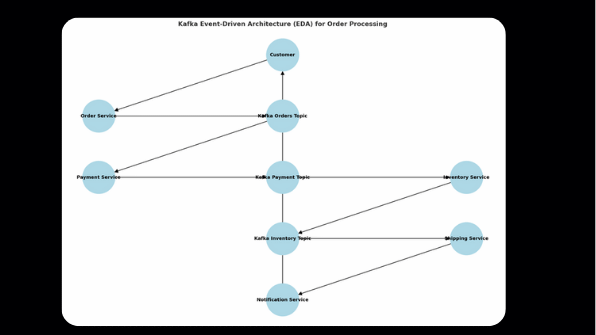 Kafka Event-Driven Architecture (EDA) for Order Processing
Customer
Order Service
Kafka Orders Topic
Payment Service
Kafka Payment Topic
Inventory Service
Kafka Inventory Topic
Shipping Service
Notification Service